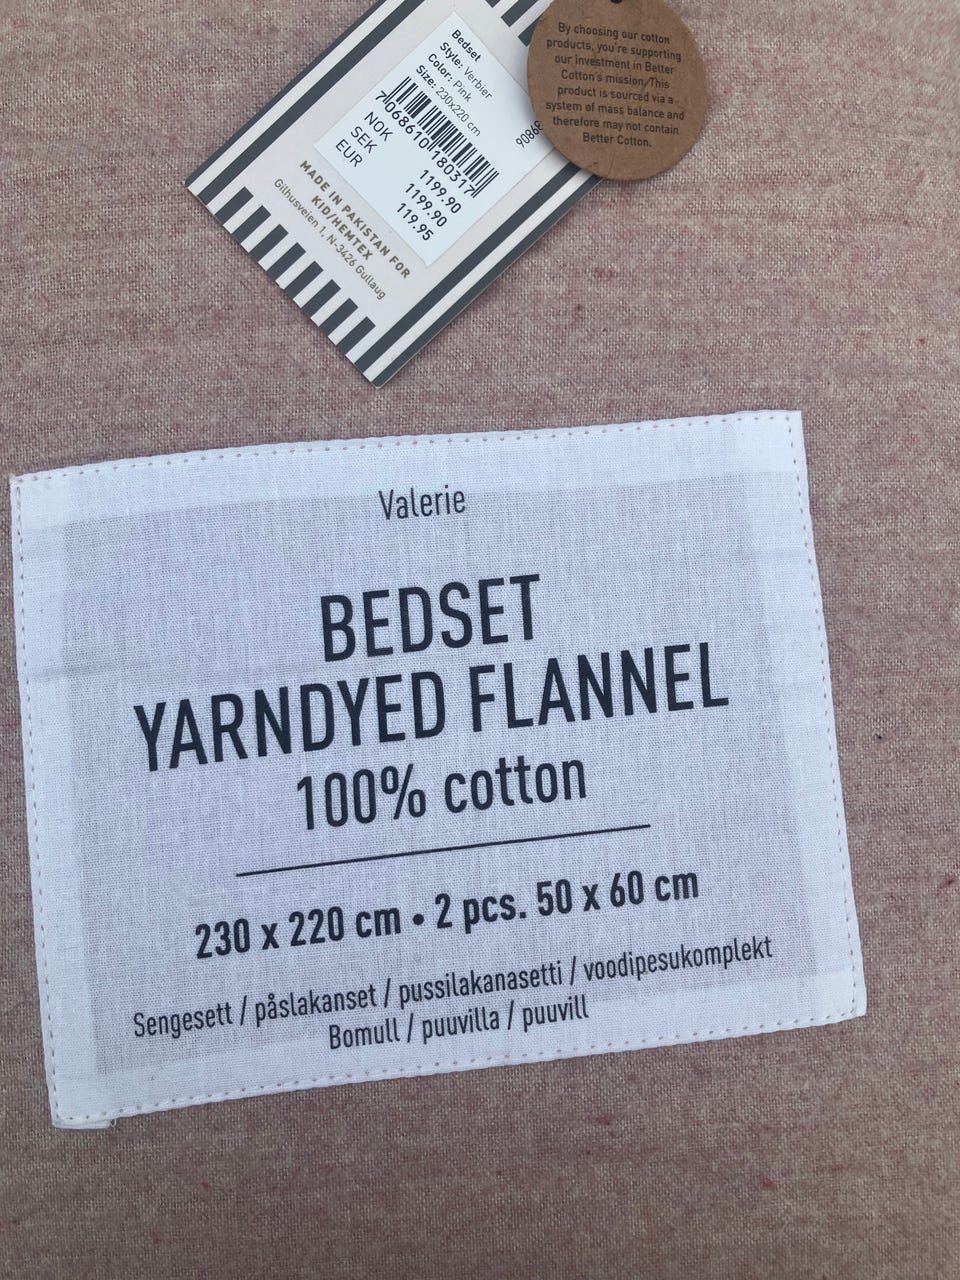 Bedset
Style: Verbier
Color: Pink
Size: 230x220 cm
7068610180317
NOK 1199.90
SEK 1199.90
EUR 119.95
MADE IN PAKISTAN FOR
KID/HEMTEX
Gilhusveien 1, N-3426 Gullaug
By choosing our cotton
products, you're supporting
our investment in Better
Cotton's mission. This
product is sourced via a
system of mass balance and
therefore may not contain
Better Cotton.
Valerie
BEDSET
YARNDYED FLANNEL
100% cotton
230 x 220 cm • 2 pcs. 50 x 60 cm
Sengesett / påslakanset / pussilakanasetti / voodipesukomplekt
Bomull / puuvilla / puuvill